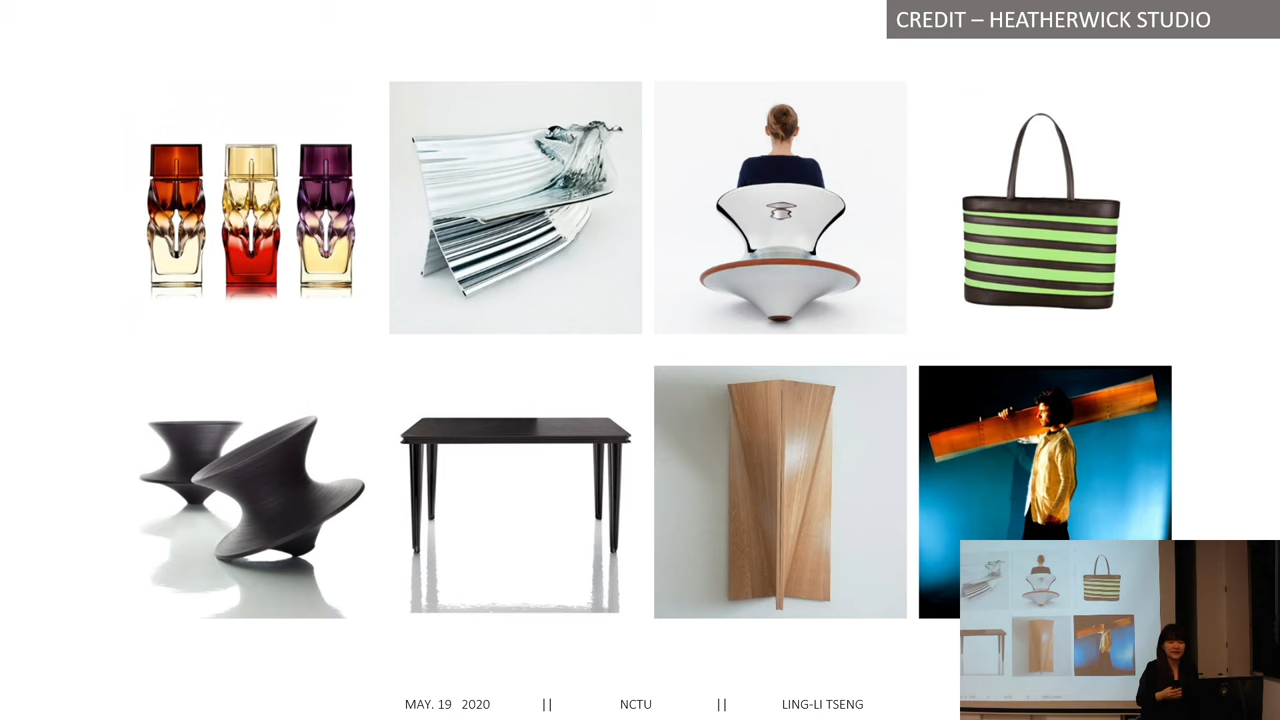 CREDIT – HEATHERWICK STUDIO
MAY. 19 2020 || NCTU || LING-LI TSENG